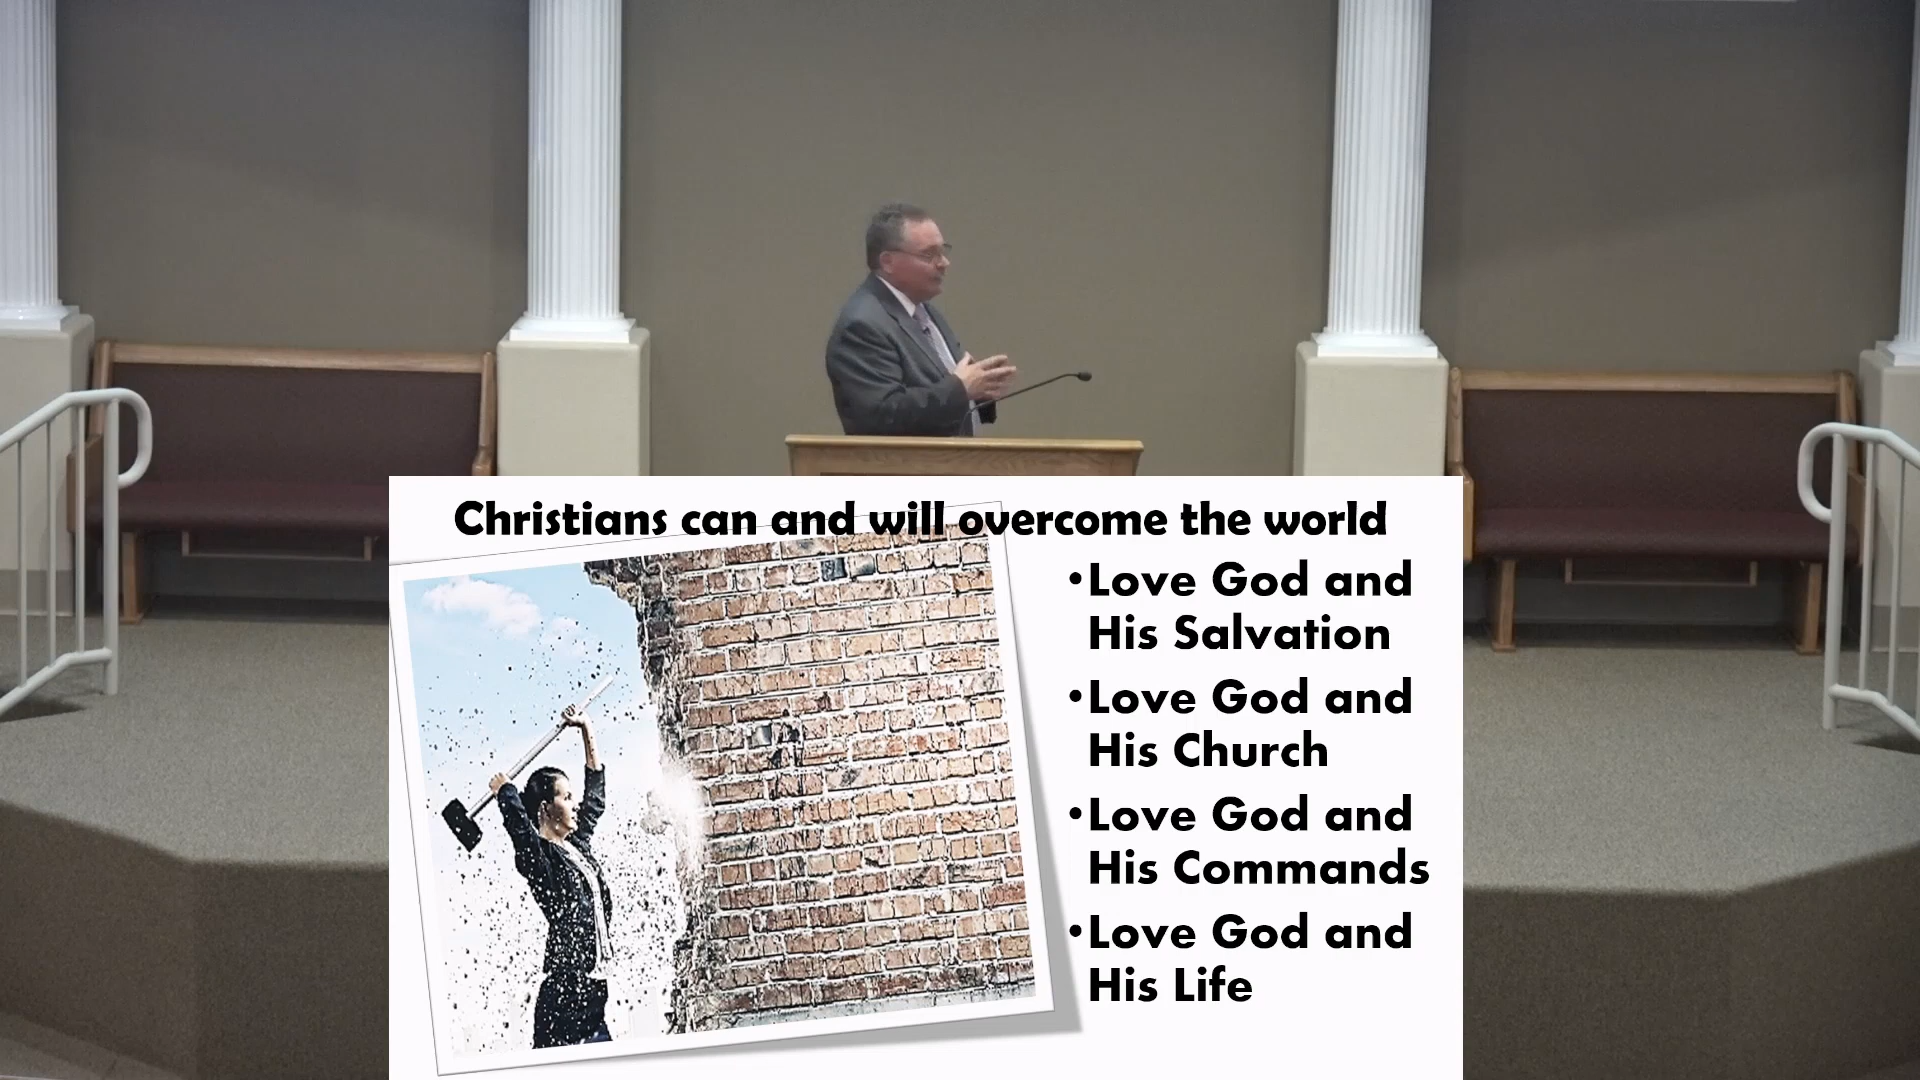 Christians can and will overcome the world
•Love God and
His Salvation
•Love God and
His Church
•Love God and
His Commands
•Love God and
His Life